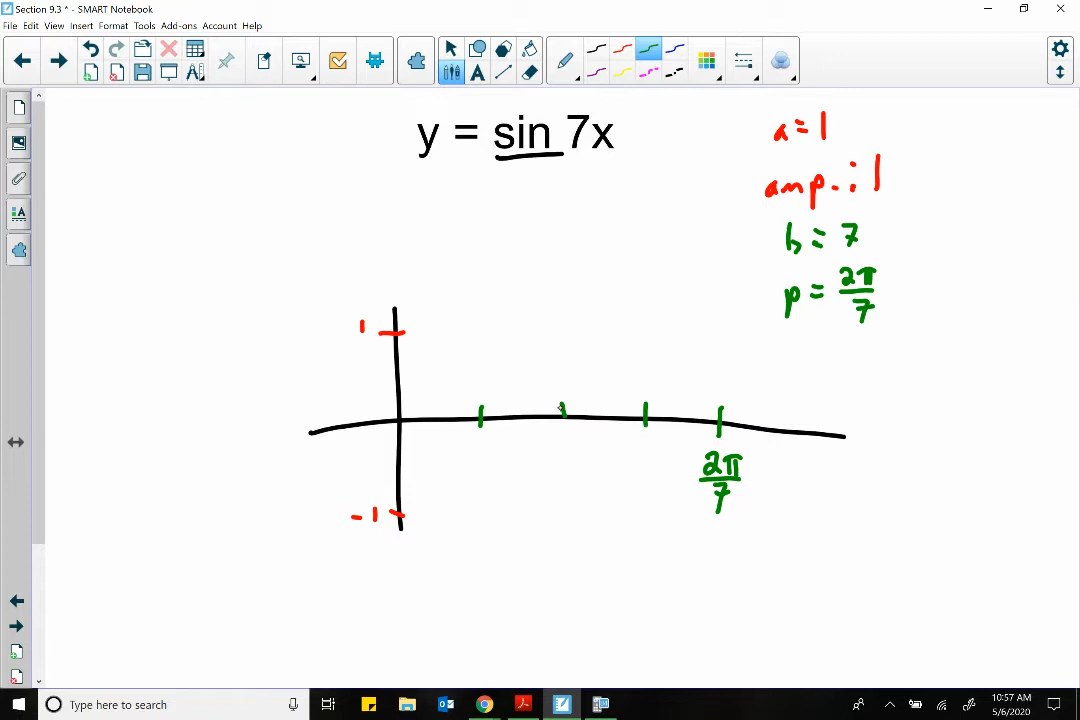 Section 9.3 * - SMART Notebook
File Edit View Insert Format Tools Add-ons Account Help
y = sin 7x
a = 1
amp. : 1
b = 7
p = 2π/7
1
-1
2π/7
Type here to search
10:57 AM
5/6/2020